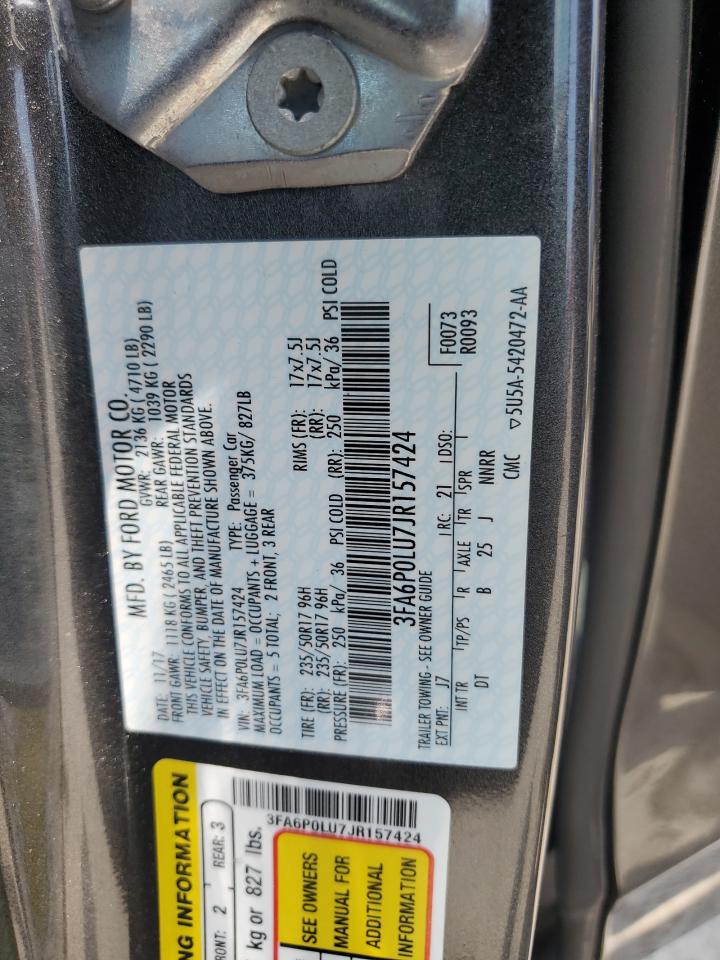 MFD. BY FORD MOTOR CO.
DATE: 11/17 GVWR: 2136 KG ( 4710 LB)
FRONT GAWR: 1118 KG ( 2465 LB) REAR GAWR: 1039 KG ( 2290 LB)
THIS VEHICLE CONFORMS TO ALL APPLICABLE FEDERAL MOTOR
VEHICLE SAFETY, BUMPER, AND THEFT PREVENTION STANDARDS
IN EFFECT ON THE DATE OF MANUFACTURE SHOWN ABOVE.
VIN: 3FA6P0LU7JR157424 TYPE: Passenger Car
MAXIMUM LOAD = OCCUPANTS + LUGGAGE = 375KG/ 827LB
OCCUPANTS = 5 TOTAL; 2 FRONT, 3 REAR
TIRE (FR): 235/50R17 96H RIMS (FR): 17x7.5J
(RR): 235/50R17 96H (RR): 17x7.5J
PRESSURE (FR): 250 kPa/ 36 PSI COLD (RR): 250 kPa/ 36 PSI COLD
3FA6P0LU7JR157424
TRAILER TOWING - SEE OWNER GUIDE F0073
EXT PNT: J7 RC: 21 DSO: R0093
INT TR TP/PS R AXLE TR SPR
DT B 25 J NNRR
CMC ▽5U5A-5420472-AA
NG INFORMATION
FRONT: 2 REAR: 3
kg or 827 lbs.
3FA6P0LU7JR157424
SEE OWNERS
MANUAL FOR
ADDITIONAL
INFORMATION